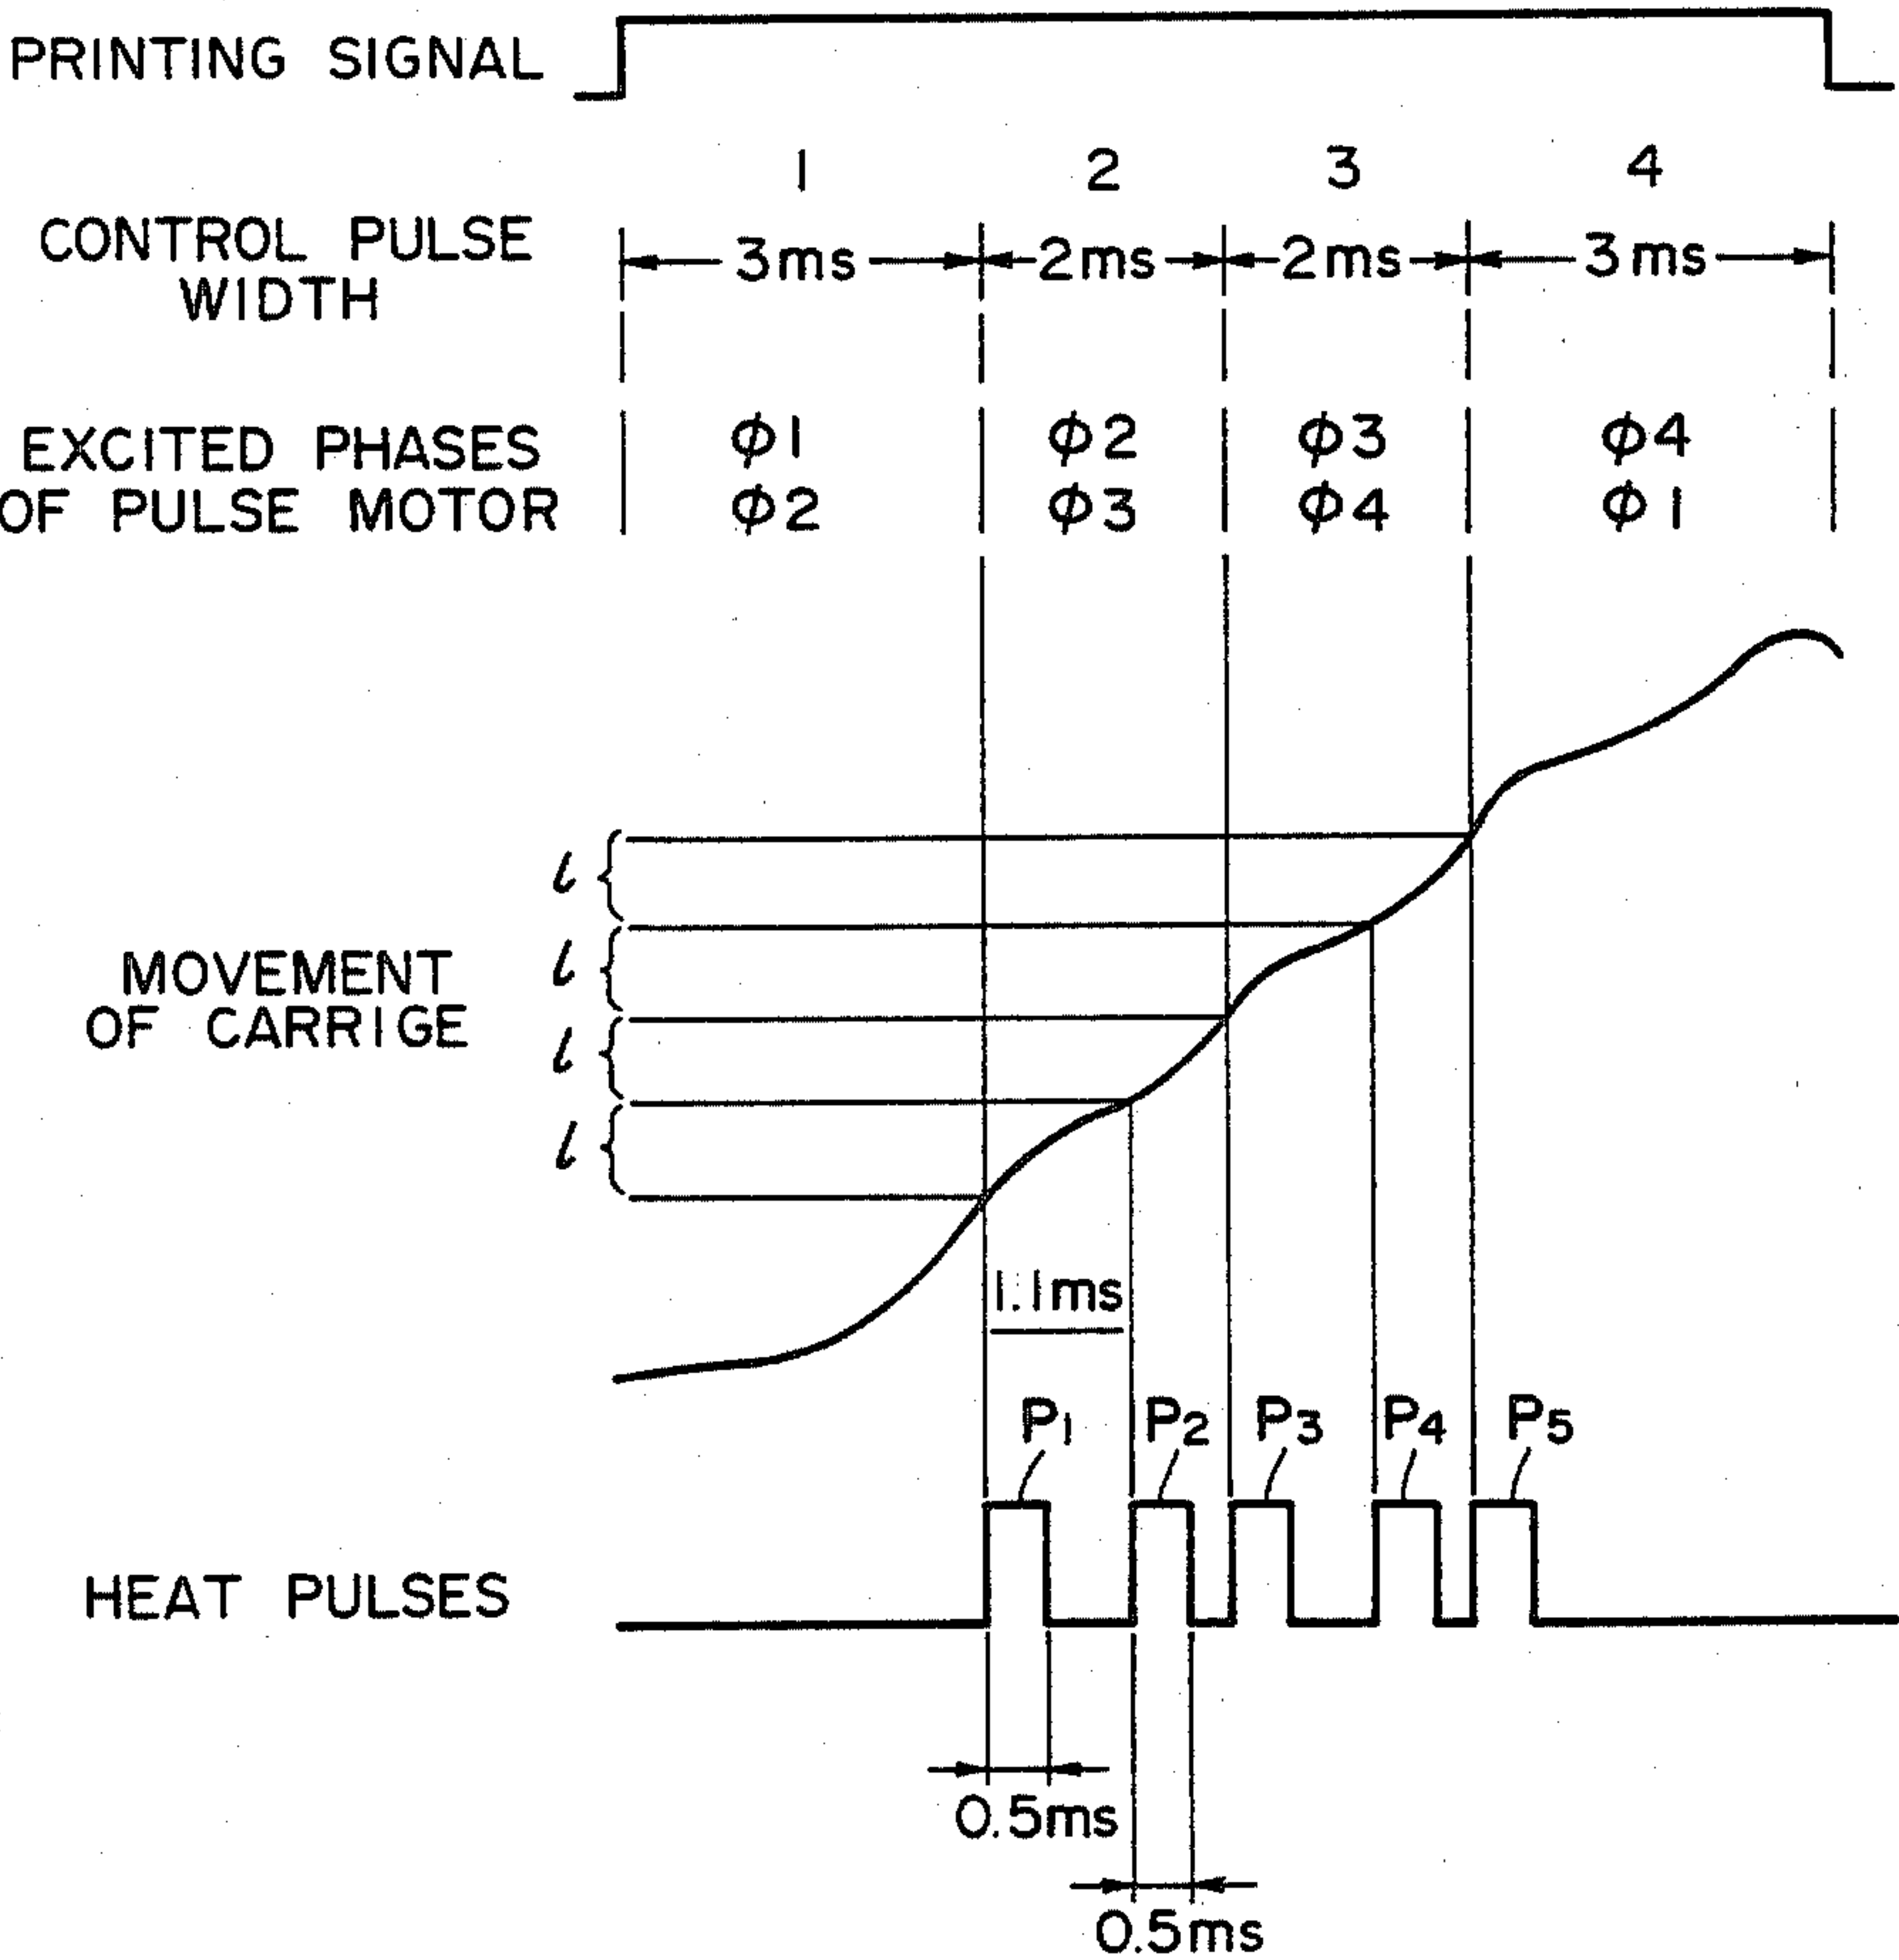 PRINTING SIGNAL
1 2 3 4
CONTROL PULSE
WIDTH
3ms 2ms 2ms 3ms
EXCITED PHASES
OF PULSE MOTOR
ϕ1 ϕ2 ϕ3 ϕ4
ϕ2 ϕ3 ϕ4 ϕ1
l
l
MOVEMENT
OF CARRIGE
l
l
1.1ms
P1 P2 P3 P4 P5
HEAT PULSES
0.5ms
0.5ms